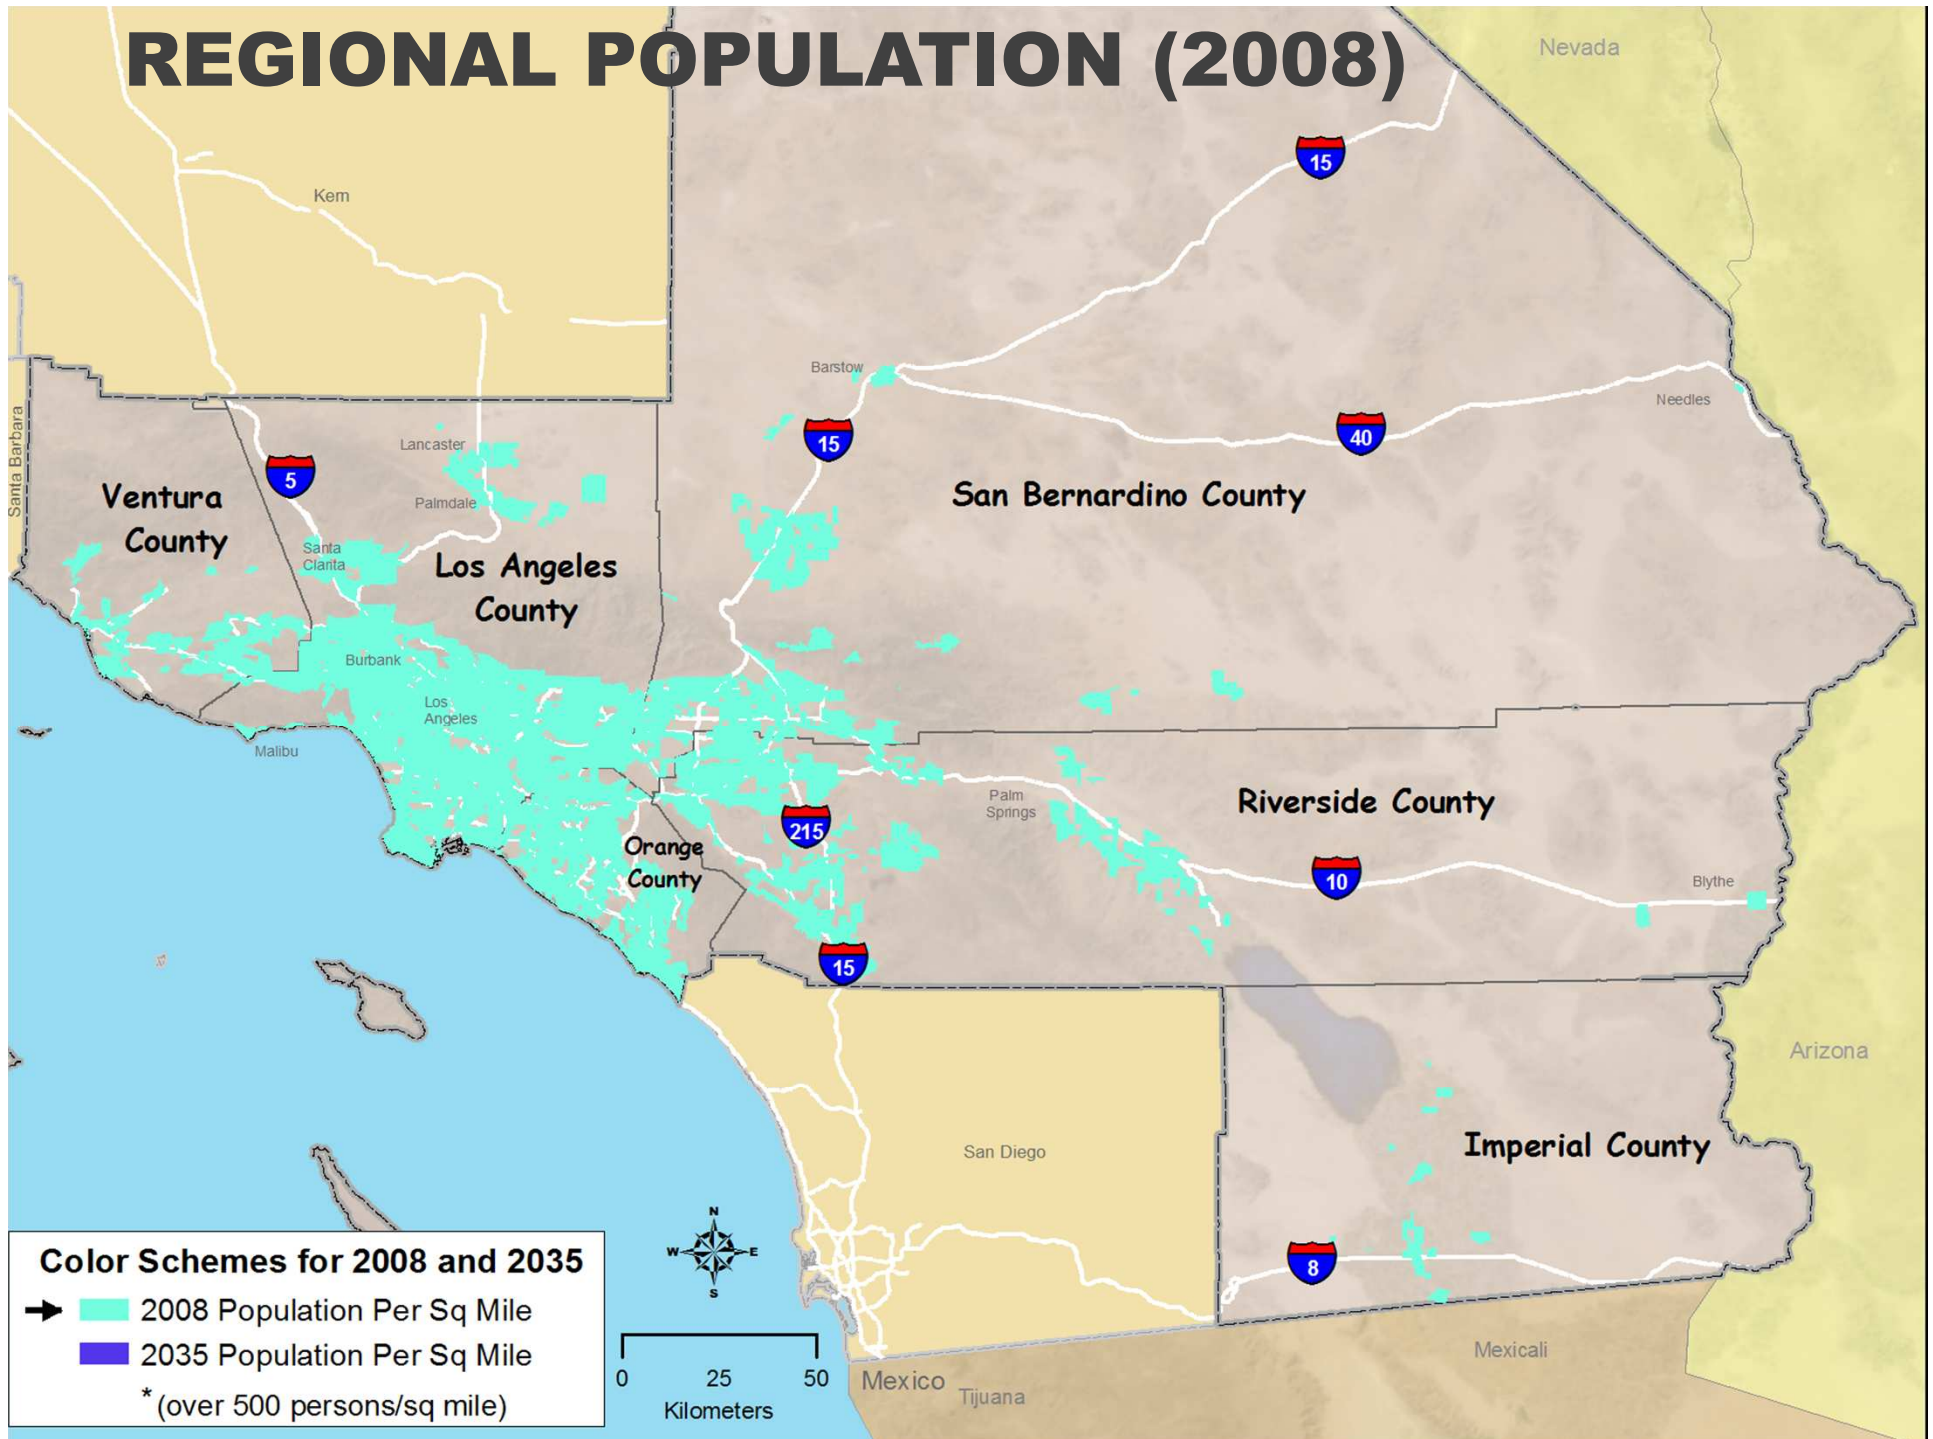 REGIONAL POPULATION (2008)
Nevada
15
Kern
Barstow
Needles
Santa Barbara
15
40
Lancaster
5
Ventura
County
Palmdale
San Bernardino County
Santa
Clarita
Los Angeles
County
Burbank
Los
Angeles
Malibu
Palm
Springs
Riverside County
215
Orange
County
10
Blythe
15
Arizona
San Diego
Imperial County
8
N
W
E
S
Color Schemes for 2008 and 2035
2008 Population Per Sq Mile
2035 Population Per Sq Mile
*(over 500 persons/sq mile)
0 25 50
Kilometers
Mexico
Tijuana
Mexicali